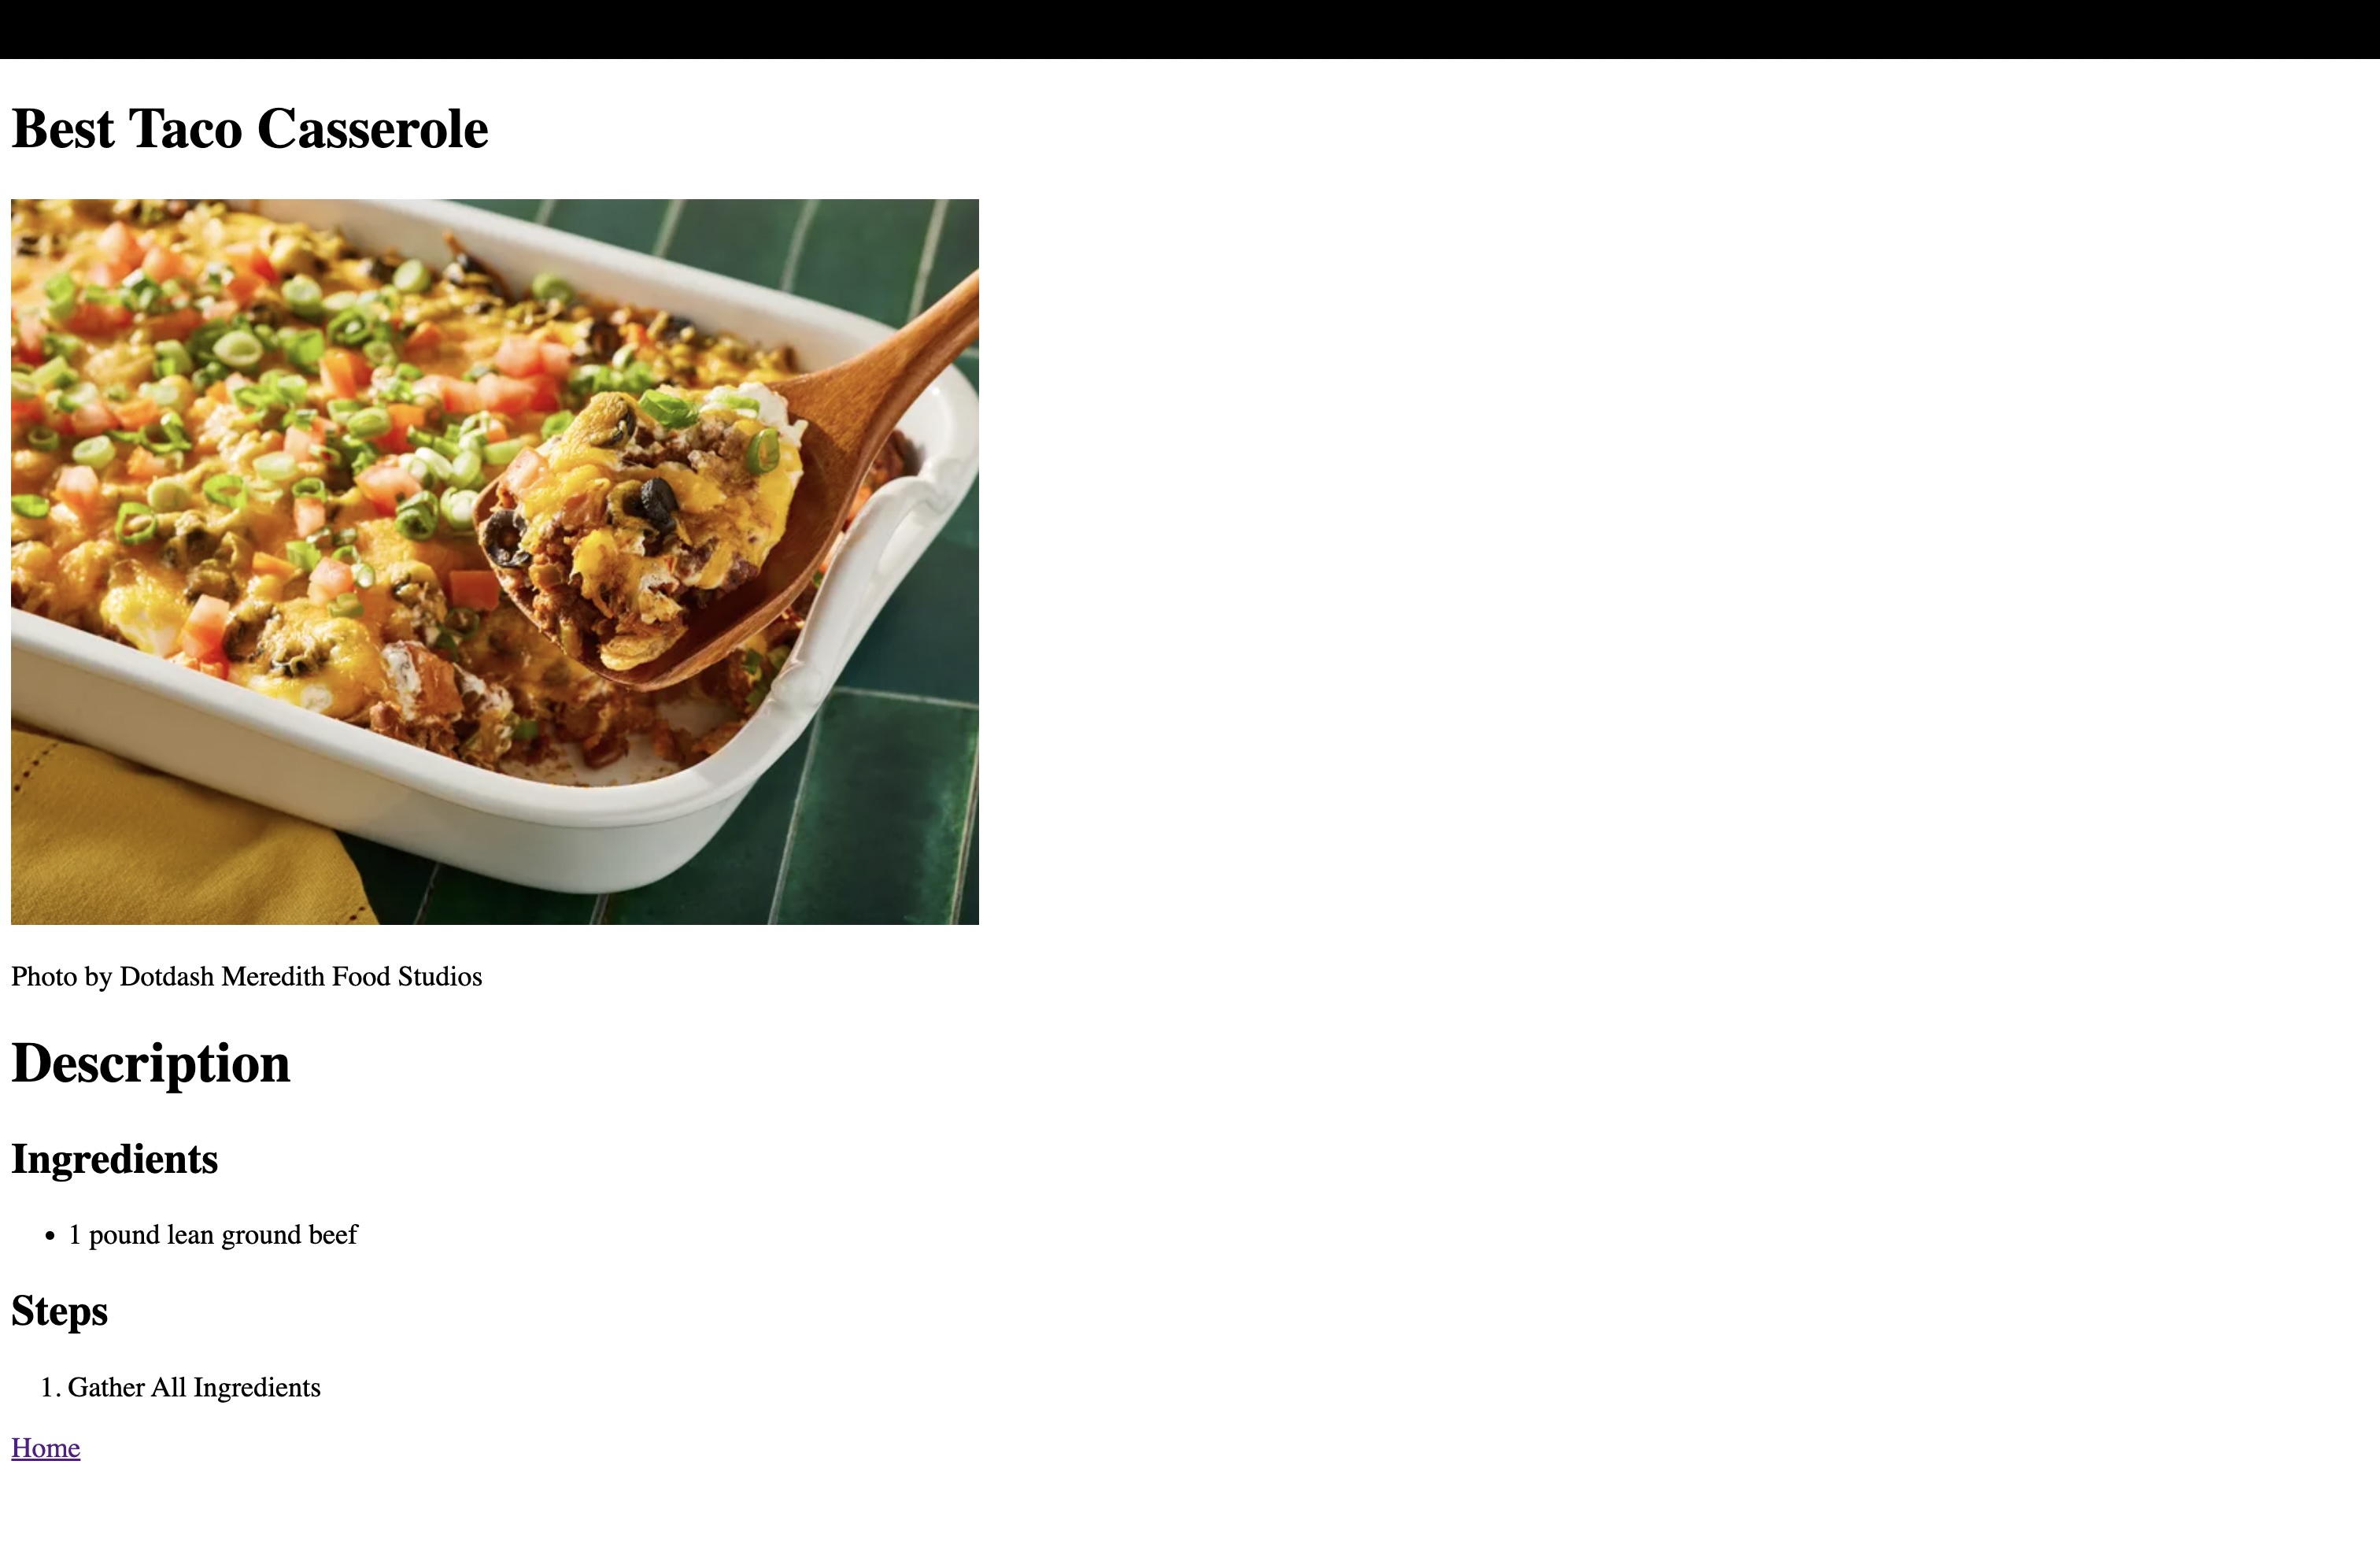 Best Taco Casserole
Photo by Dotdash Meredith Food Studios
Description
Ingredients
• 1 pound lean ground beef
Steps
1. Gather All Ingredients
Home